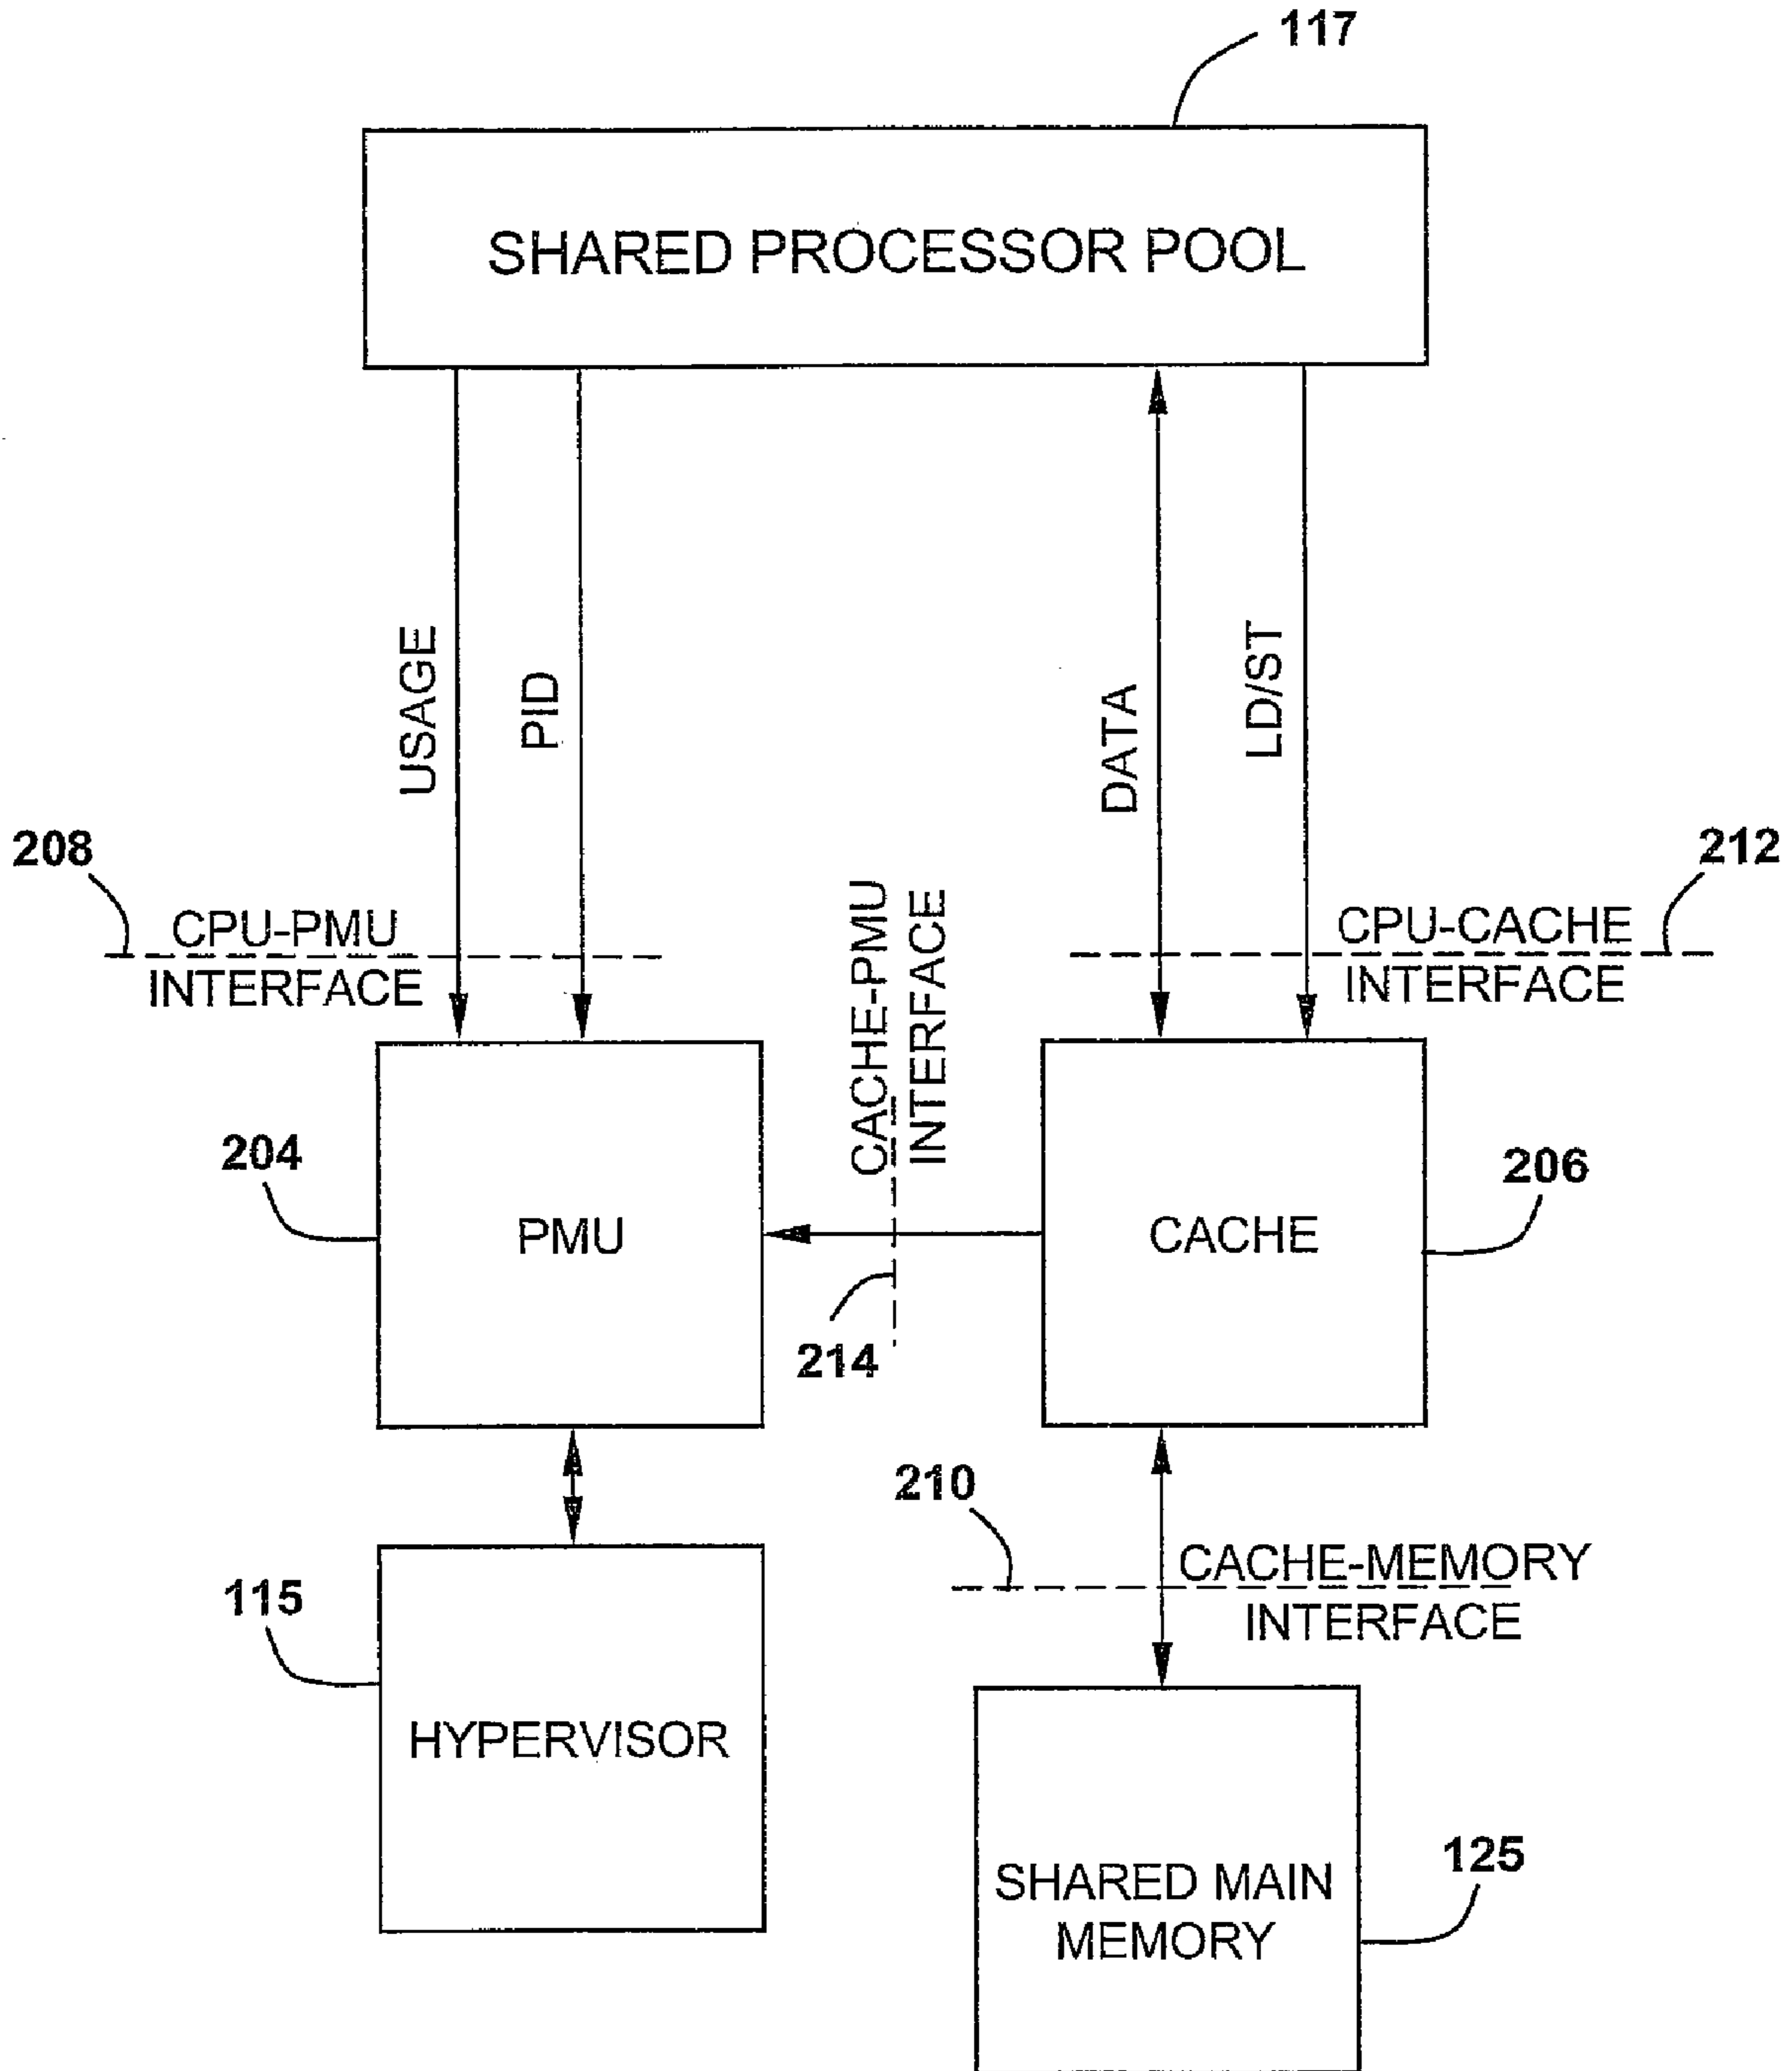 117
SHARED PROCESSOR POOL
USAGE
PID
DATA
LD/ST
208
CPU-PMU
INTERFACE
CACHE-PMU
INTERFACE
212
CPU-CACHE
INTERFACE
204
PMU
214
CACHE
206
115
HYPERVISOR
210
CACHE-MEMORY
INTERFACE
SHARED MAIN
MEMORY
125